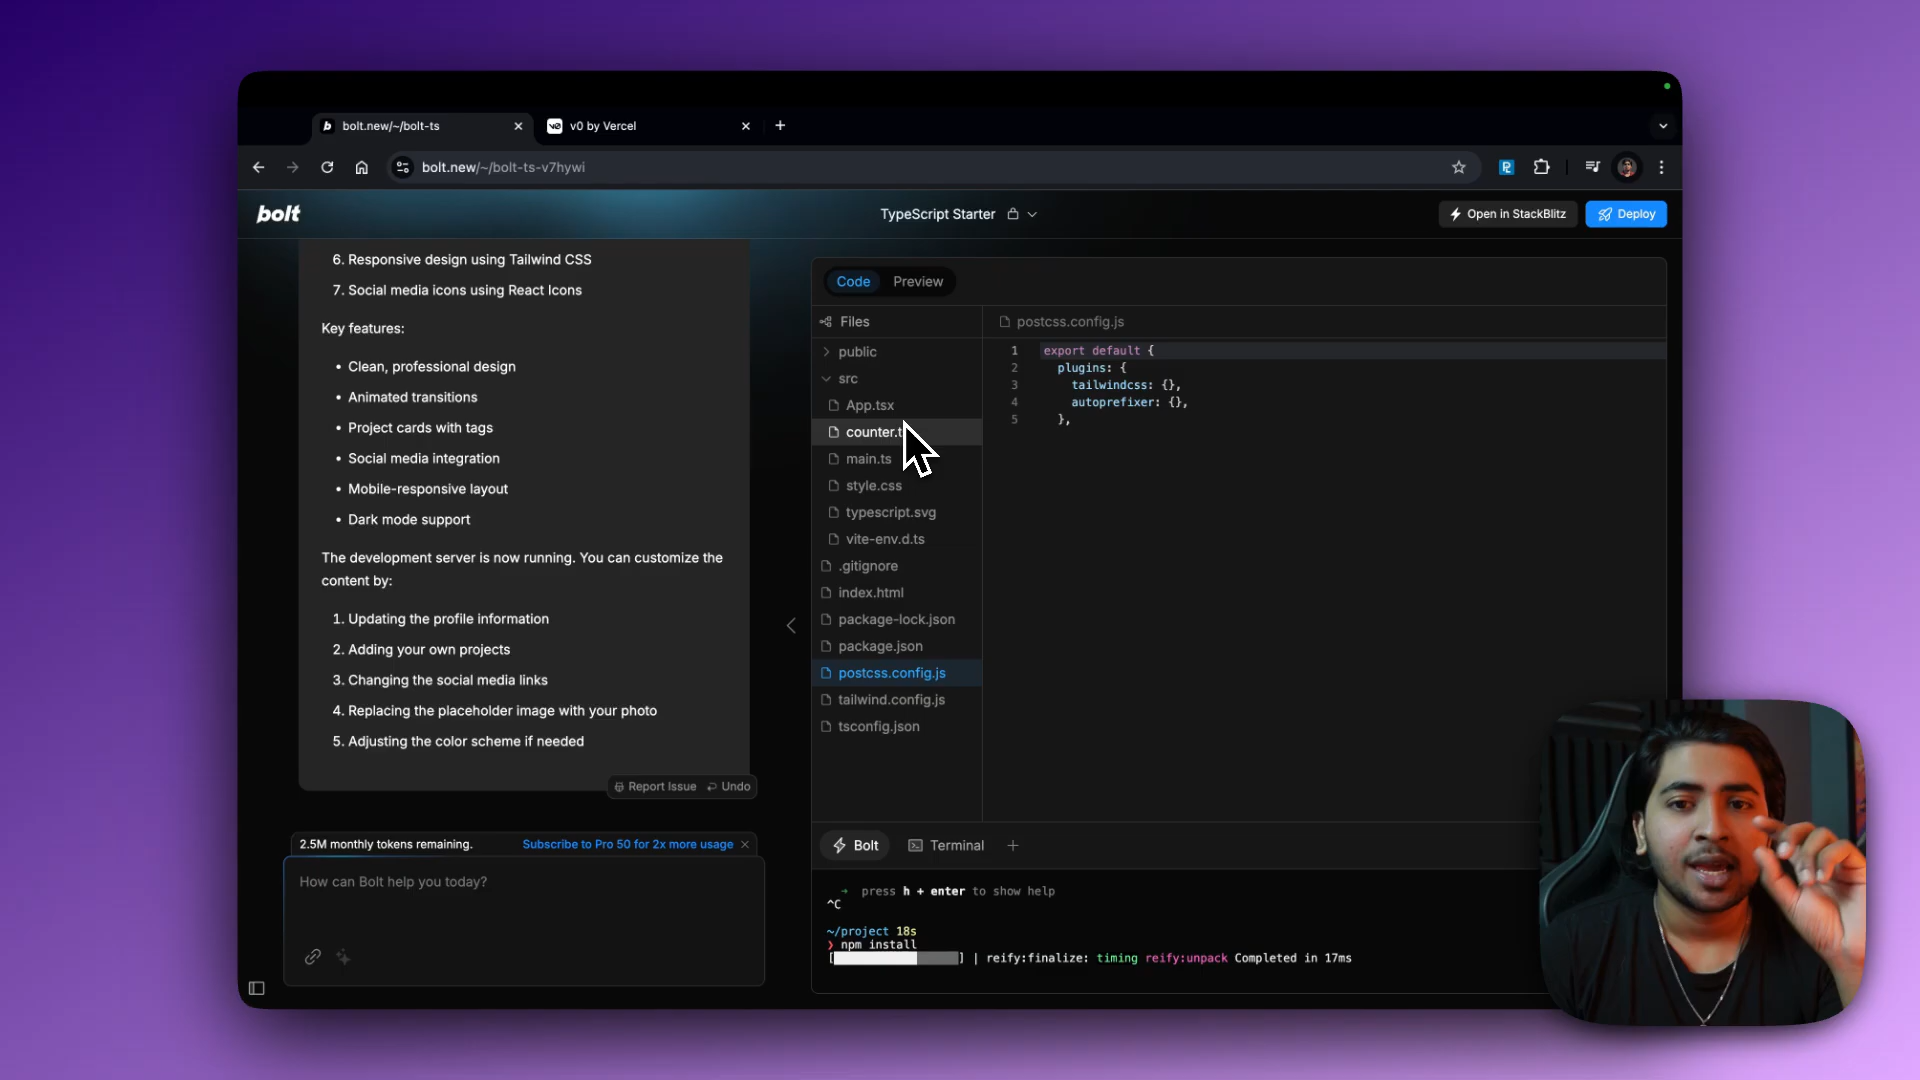 bolt.new/~/bolt-ts
v0 by Vercel
bolt.new/~/bolt-ts-v7hywi
bolt
TypeScript Starter
Open in StackBlitz
Deploy
6. Responsive design using Tailwind CSS
7. Social media icons using React Icons
Key features:
• Clean, professional design
• Animated transitions
• Project cards with tags
• Social media integration
• Mobile-responsive layout
• Dark mode support
The development server is now running. You can customize the
content by:
1. Updating the profile information
2. Adding your own projects
3. Changing the social media links
4. Replacing the placeholder image with your photo
5. Adjusting the color scheme if needed
Report Issue
Undo
2.5M monthly tokens remaining.
Subscribe to Pro 50 for 2x more usage
How can Bolt help you today?
Code
Preview
Files
public
src
App.tsx
counter.t
main.ts
style.css
typescript.svg
vite-env.d.ts
.gitignore
index.html
package-lock.json
package.json
postcss.config.js
tailwind.config.js
tsconfig.json
postcss.config.js
1 export default {
2 plugins: {
3 tailwindcss: {},
4 autoprefixer: {},
5 },
Bolt
Terminal
➜ press h + enter to show help
^C
~/project 18s
❯ npm install
[ ] | reify:finalize: timing reify:unpack Completed in 17ms